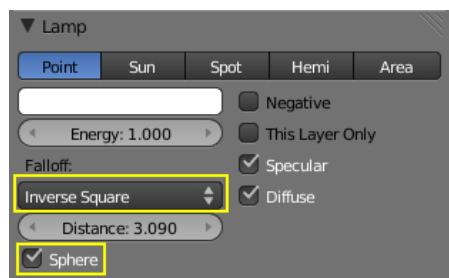 Lamp
Point Sun Spot Hemi Area
Negative
Energy: 1.000 This Layer Only
Falloff: Specular
Inverse Square Diffuse
Distance: 3.090
Sphere